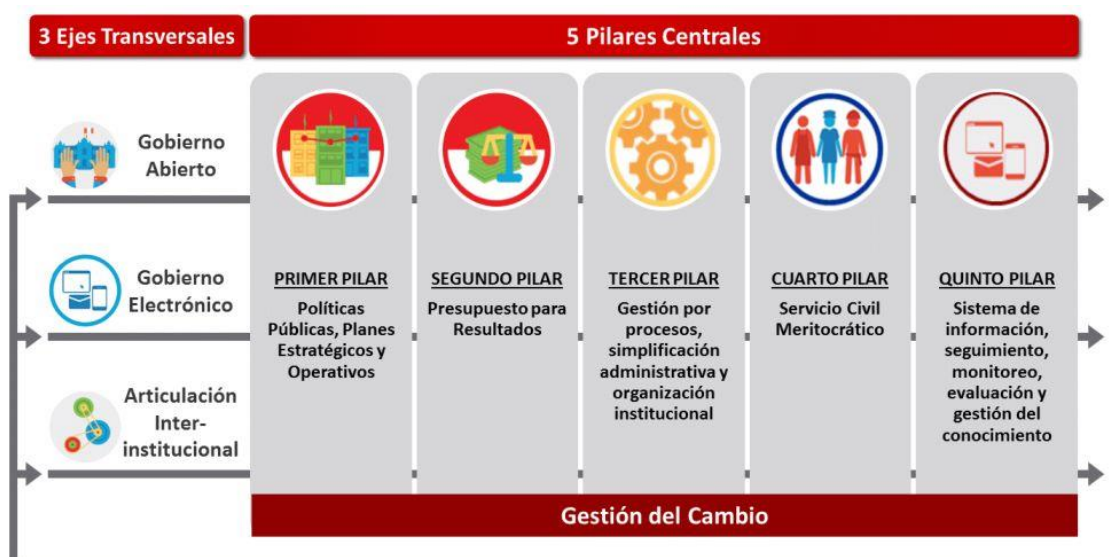 3 Ejes Transversales
5 Pilares Centrales
Gobierno
Abierto
Gobierno
Electrónico
Articulación
Inter-
institucional
PRIMER PILAR
Políticas
Públicas, Planes
Estratégicos y
Operativos
SEGUNDO PILAR
Presupuesto para
Resultados
TERCER PILAR
Gestión por
procesos,
simplificación
administrativa y
organización
institucional
CUARTO PILAR
Servicio Civil
Meritocrático
QUINTO PILAR
Sistema de
información,
seguimiento,
monitoreo,
evaluación y
gestión del
conocimiento
Gestión del Cambio